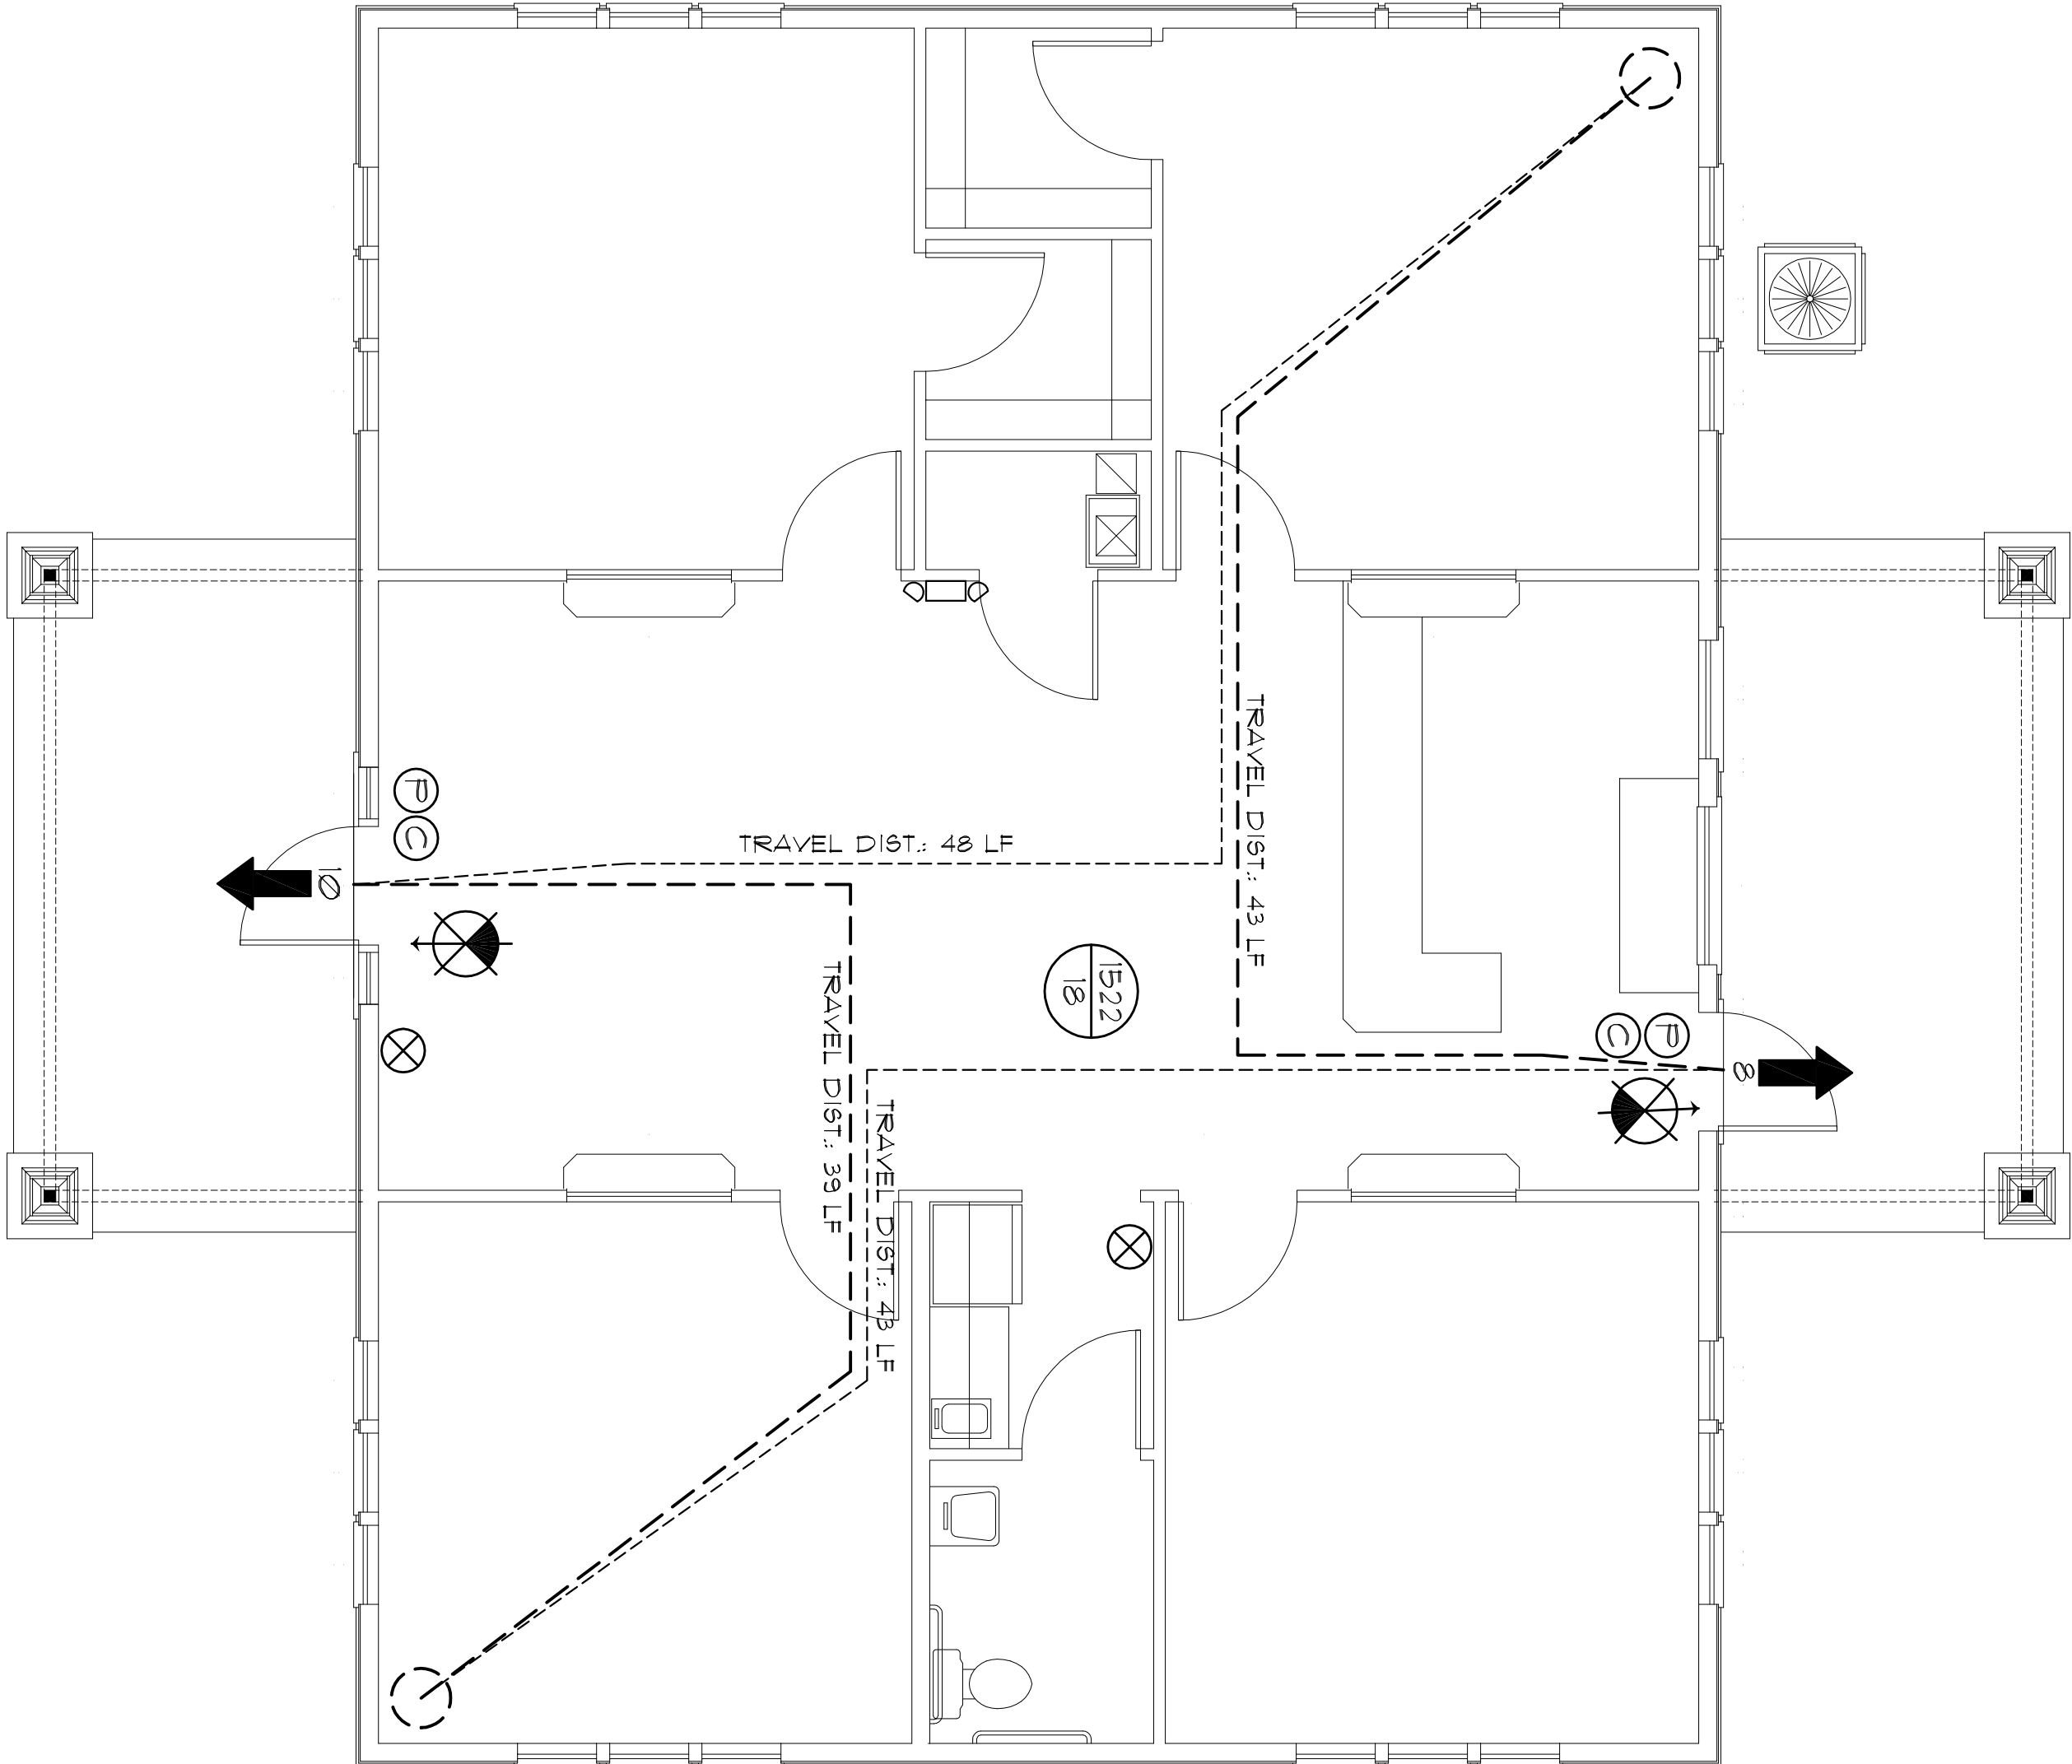 TRAVEL DIST.: 43 LF
P
C
TRAVEL DIST.: 48 LF
10
1522
18
TRAVEL DIST.: 39 LF
C
P
8
TRAVEL DIST.: 43 LF